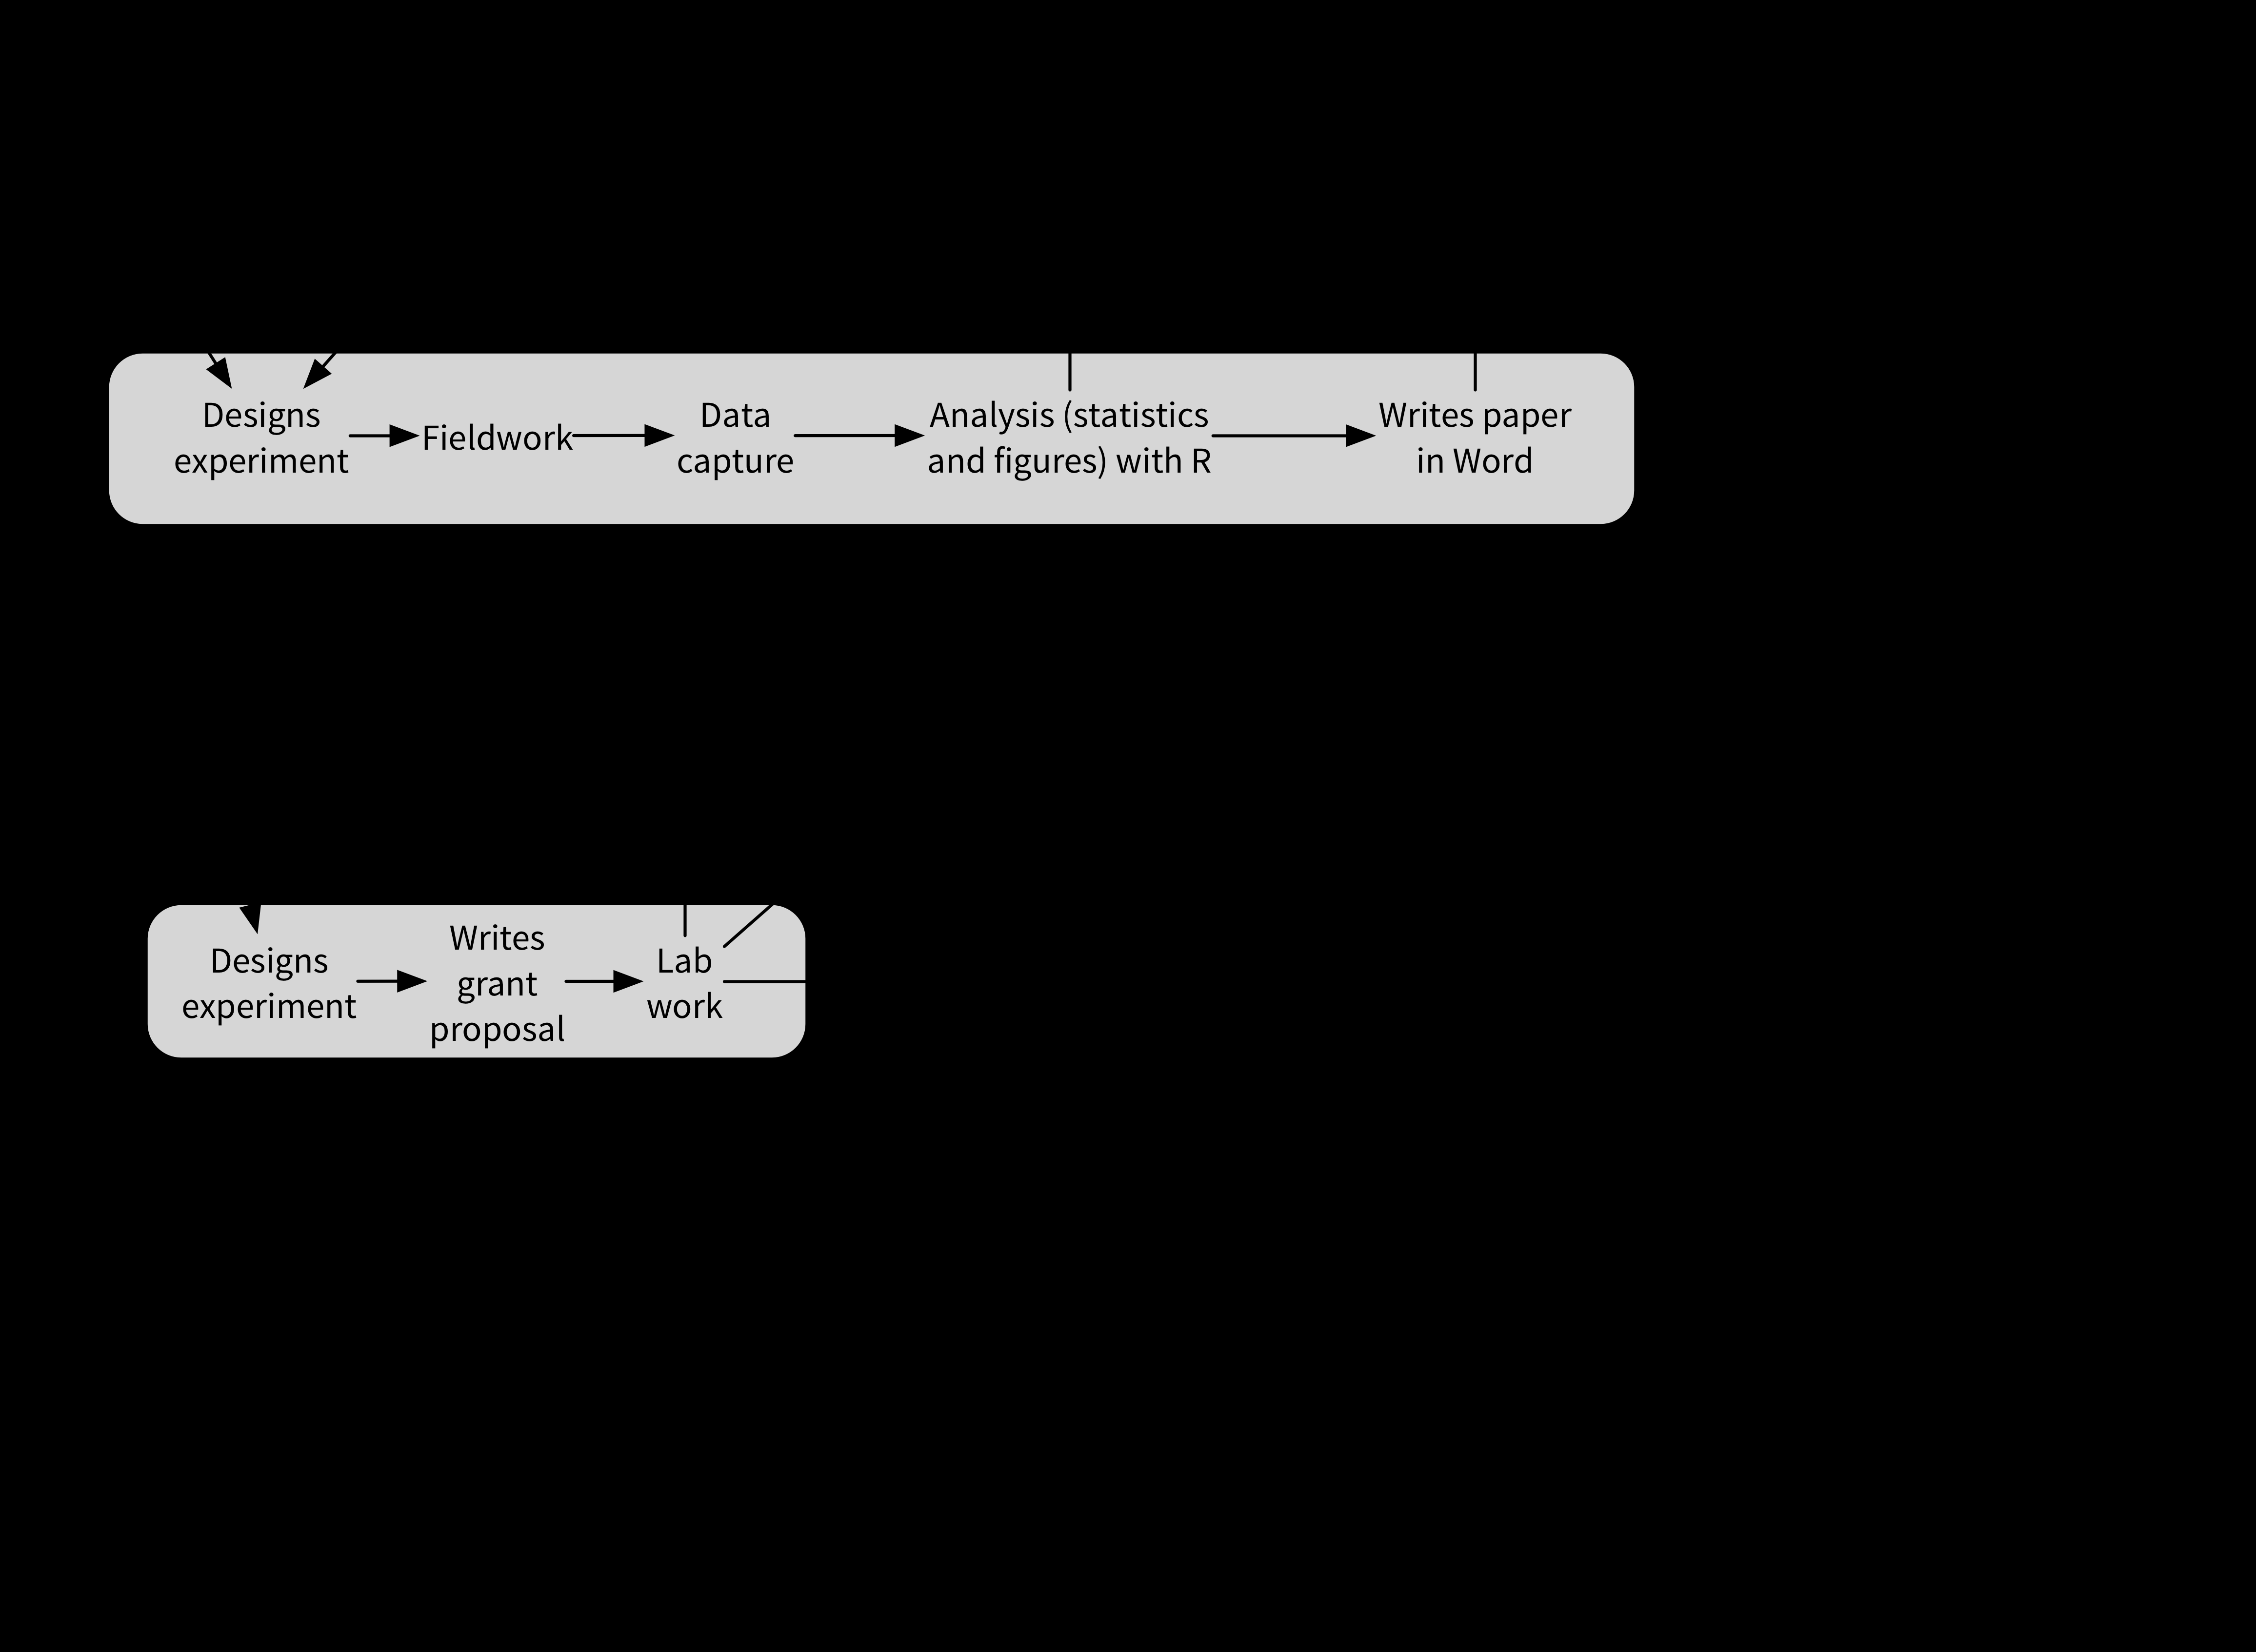 Designs
experiment
Fieldwork
Data
capture
Analysis (statistics
and figures) with R
Writes paper
in Word
Designs
experiment
Writes
grant
proposal
Lab
work